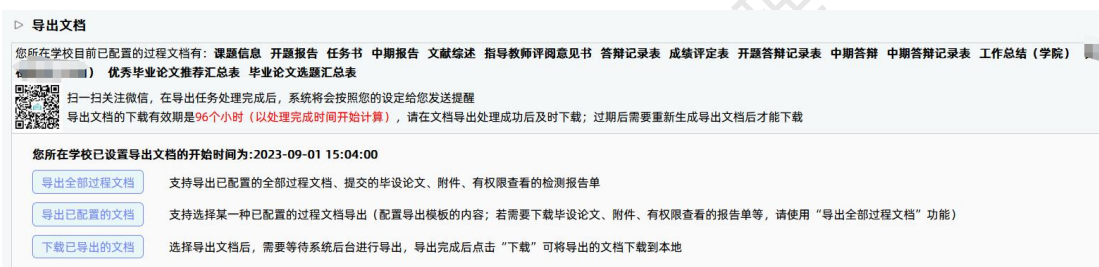 导出文档
您所在学校目前已配置的过程文档有：课题信息 开题报告 任务书 中期报告 文献综述 指导教师评阅意见书 答辩记录表 成绩评定表 开题答辩记录表 中期答辩 中期答辩记录表 工作总结（学院）
） 优秀毕业论文推荐汇总表 毕业论文选题汇总表
扫一扫关注微信，在导出任务处理完成后，系统将会按照您的设定给您发送提醒
导出文档的下载有效期是96个小时（以处理完成时间开始计算），请在文档导出处理成功后及时下载；过期后需要重新生成导出文档后才能下载
您所在学校已设置导出文档的开始时间为:2023-09-01 15:04:00
导出全部过程文档 支持导出已配置的全部过程文档、提交的毕设论文、附件、有权限查看的检测报告单
导出已配置的文档 支持选择某一种已配置的过程文档导出（配置导出模板的内容；若需要下载毕设论文、附件、有权限查看的报告单等，请使用“导出全部过程文档”功能）
下载已导出的文档 选择导出文档后，需要等待系统后台进行导出，导出完成后点击“下载”可将导出的文档下载到本地